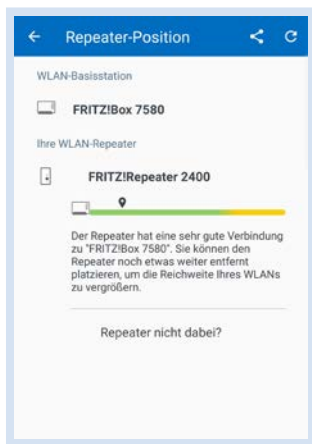 Repeater-Position
WLAN-Basisstation
FRITZ!Box 7580
Ihre WLAN-Repeater
FRITZ!Repeater 2400
Der Repeater hat eine sehr gute Verbindung
zu "FRITZ!Box 7580". Sie können den
Repeater noch etwas weiter entfernt
platzieren, um die Reichweite Ihres WLANs
zu vergrößern.
Repeater nicht dabei?